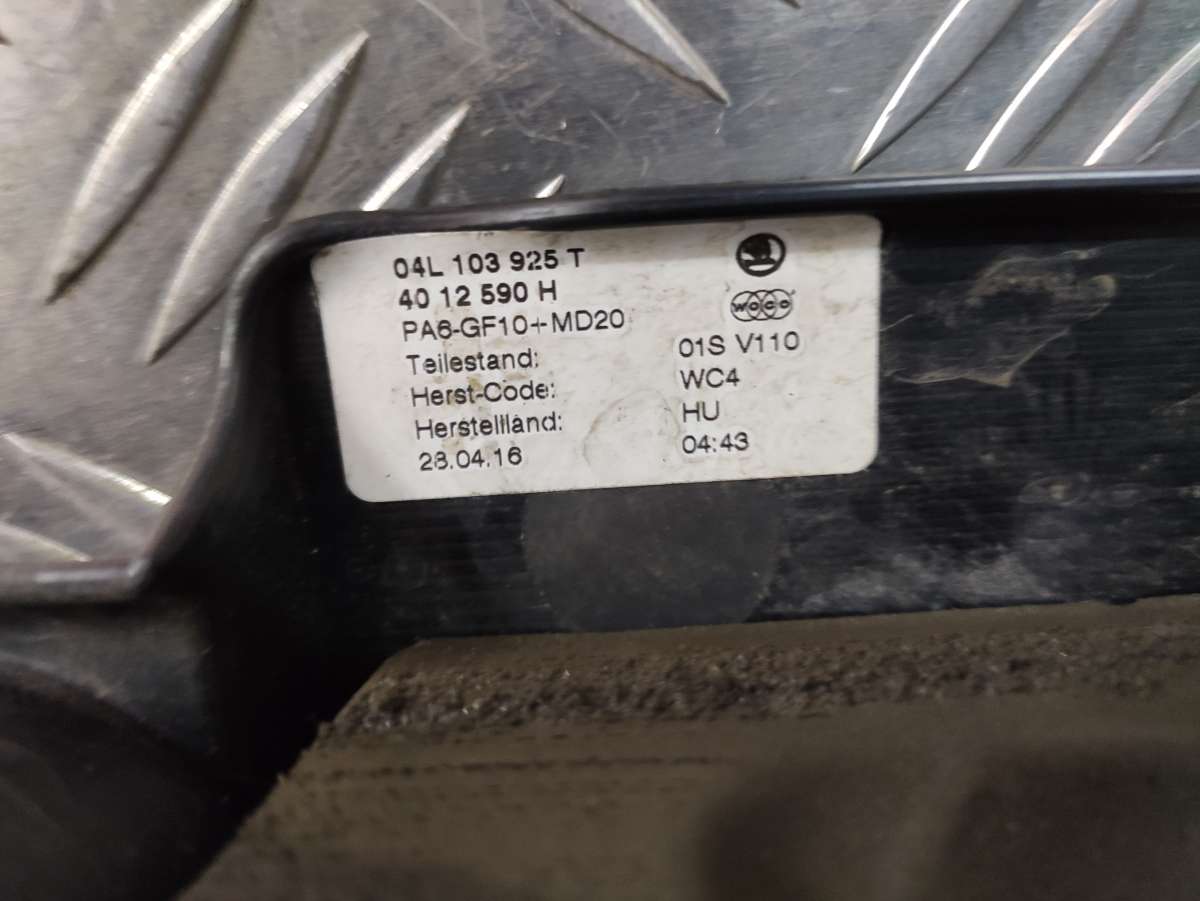 04L 103 925 T
40 12 590 H
woco
PA6-GF10+MD20
Teilestand: 01S V110
Herst-Code: WC4
Herstellland: HU
28.04.16 04:43